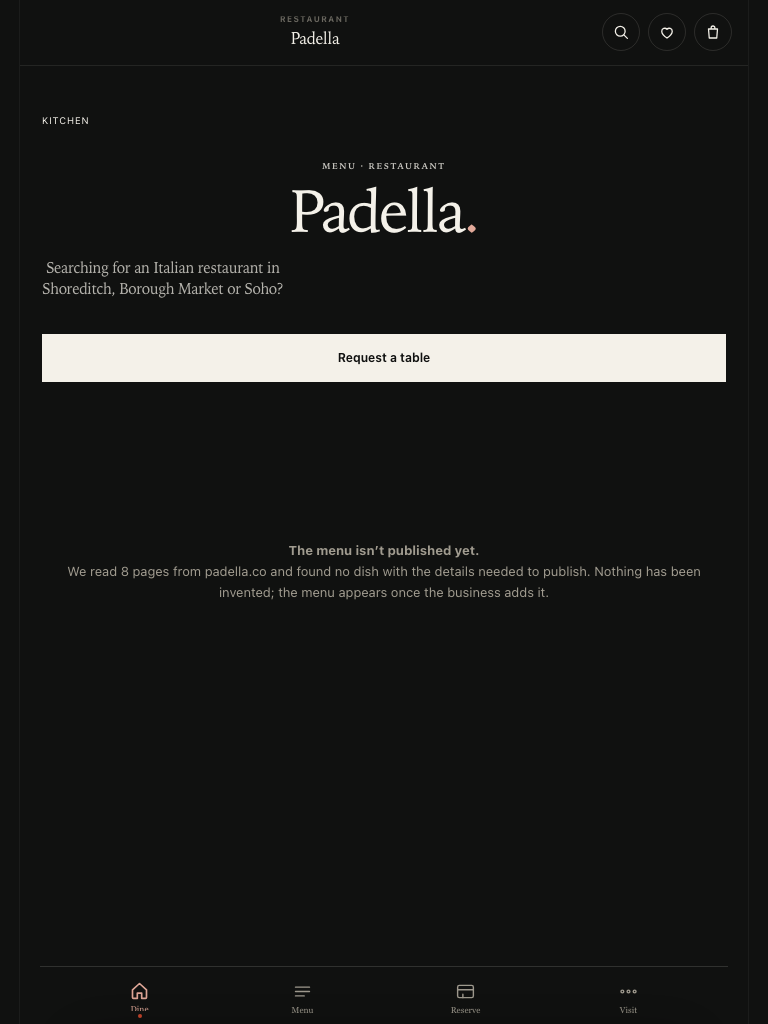 RESTAURANT
Padella
KITCHEN
MENU · RESTAURANT
Padella.
Searching for an Italian restaurant in
Shoreditch, Borough Market or Soho?
Request a table
The menu isn’t published yet.
We read 8 pages from padella.co and found no dish with the details needed to publish. Nothing has been
invented; the menu appears once the business adds it.
Dine
Menu
Reserve
Visit